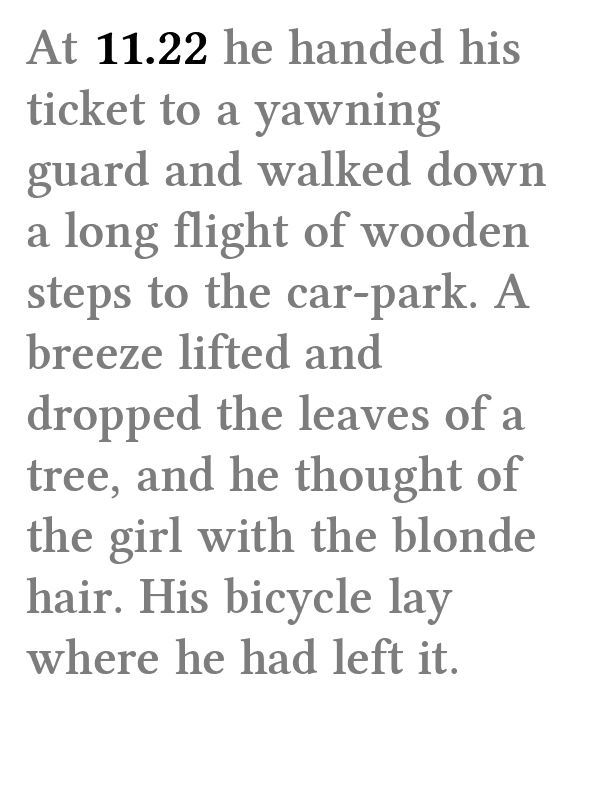 At 11.22 he handed his
ticket to a yawning
guard and walked down
a long flight of wooden
steps to the car-park. A
breeze lifted and
dropped the leaves of a
tree, and he thought of
the girl with the blonde
hair. His bicycle lay
where he had left it.